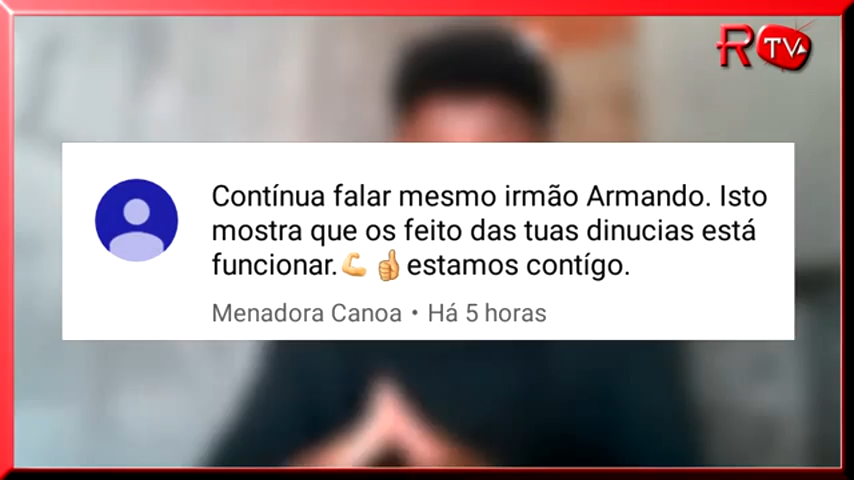 R TV
Contínua falar mesmo irmão Armando. Isto
mostra que os feito das tuas dinucias está
funcionar.💪👍estamos contígo.
Menadora Canoa • Há 5 horas